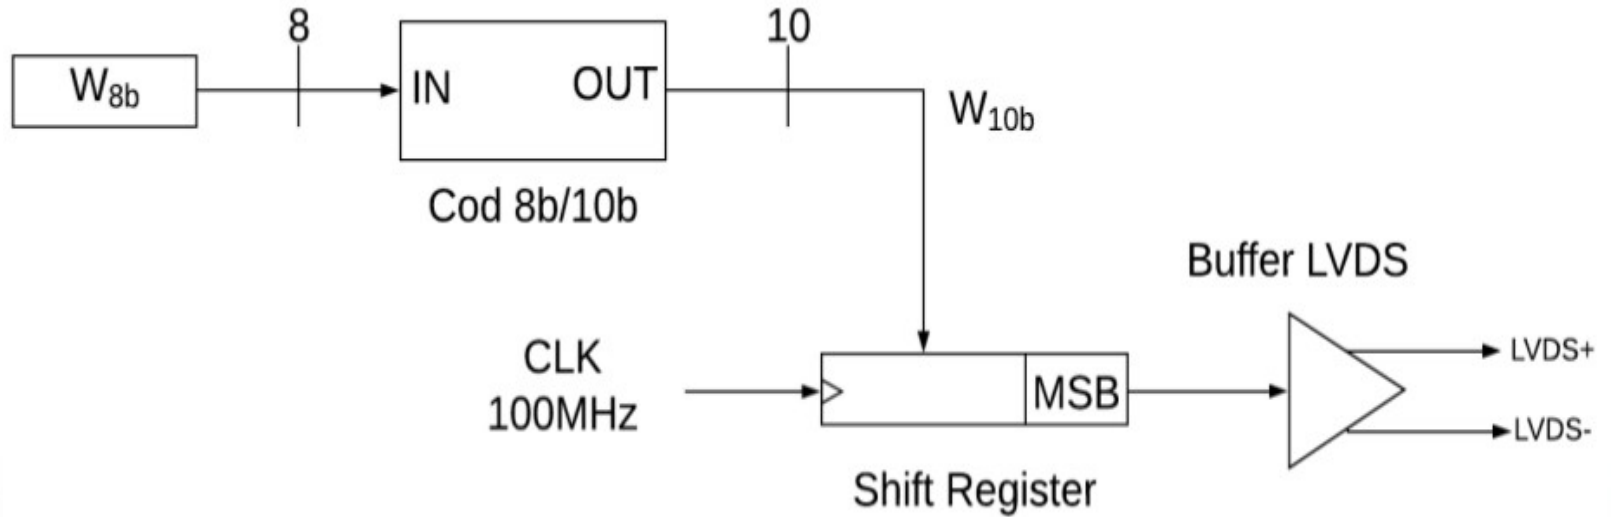 8
10
W8b
IN
OUT
W10b
Cod 8b/10b
Buffer LVDS
CLK
100MHz
MSB
LVDS+
LVDS-
Shift Register